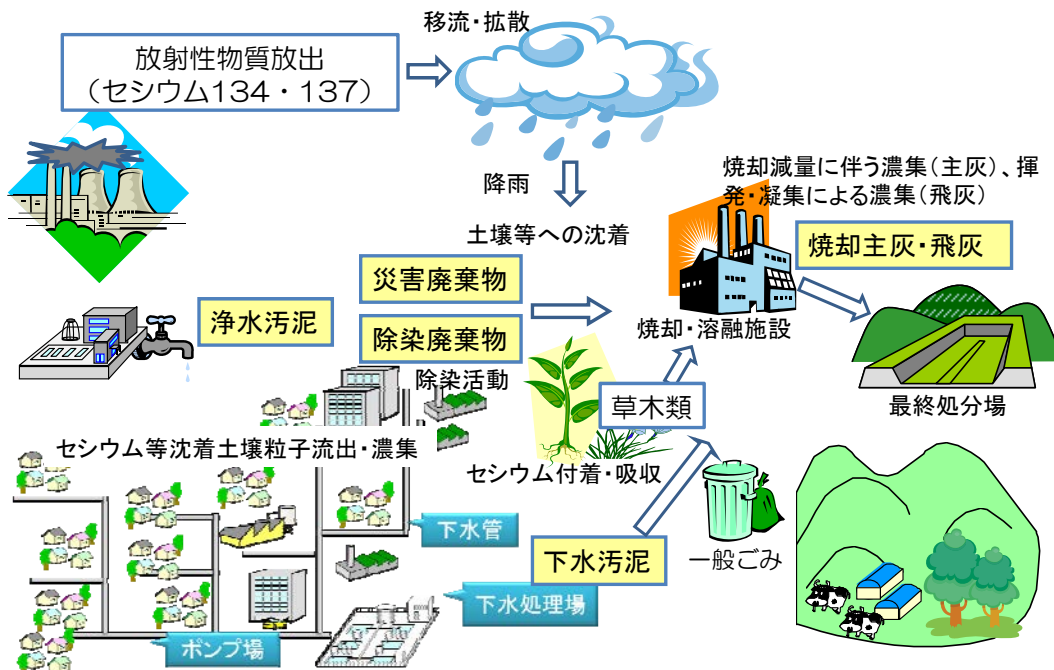 移流・拡散
放射性物質放出
（セシウム134・137）
降雨
土壌等への沈着
焼却減量に伴う濃集（主灰）、揮
発・凝集による濃集（飛灰）
焼却主灰・飛灰
災害廃棄物
浄水汚泥
除染廃棄物
焼却・溶融施設
除染活動
草木類
最終処分場
セシウム等沈着土壌粒子流出・濃集
セシウム付着・吸収
下水管
下水汚泥
一般ごみ
下水処理場
ポンプ場